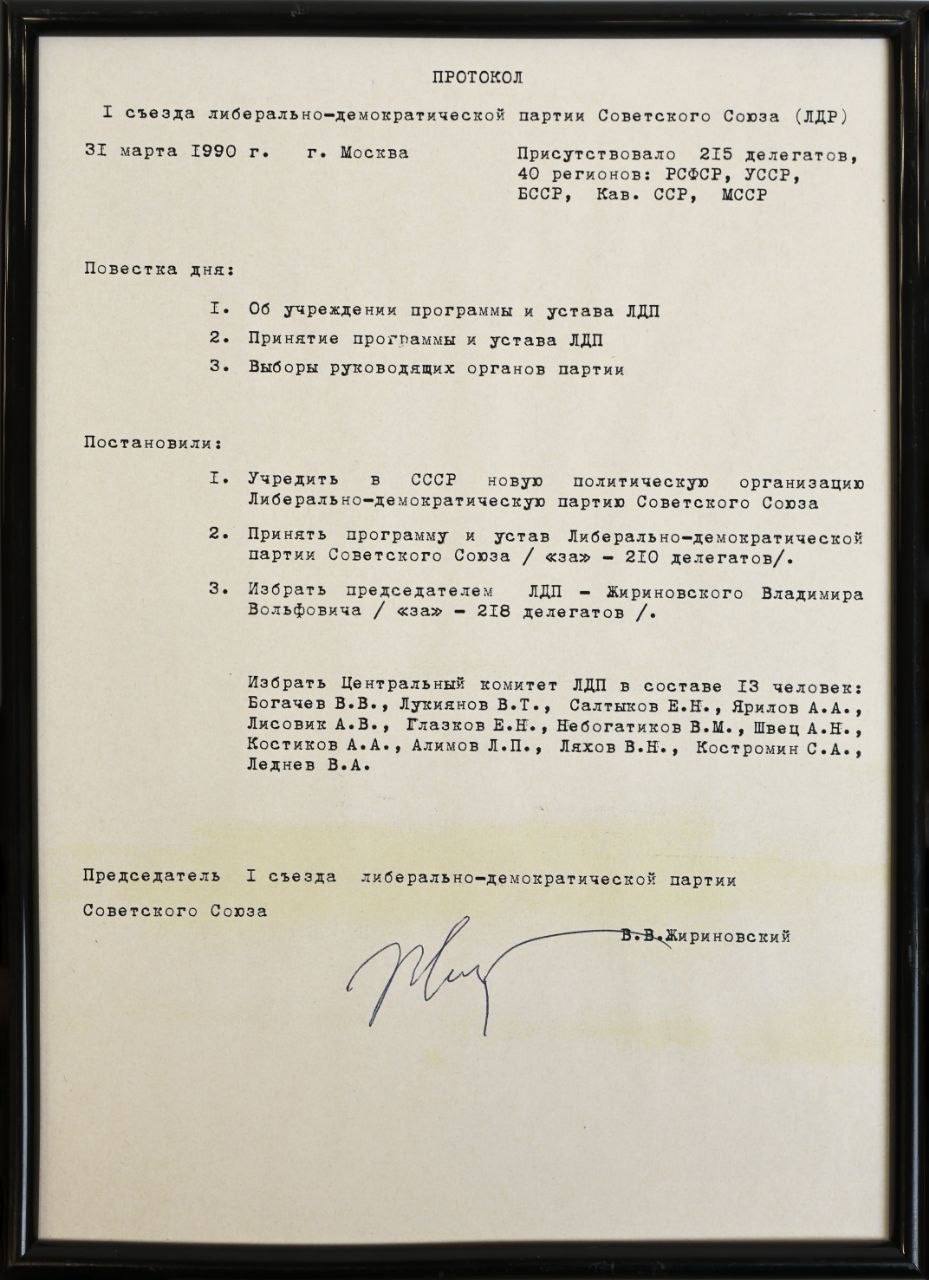 ПРОТОКОЛ
I съезда либерально-демократической партии Советского Союза (ЛДР)
3I марта I990 г. г. Москва
Присутствовало 2I5 делегатов,
40 регионов: РСФСР, УССР,
БССР, Кав. ССР, МССР
Повестка дня:
I. Об учреждении программы и устава ЛДП
2. Принятие программы и устава ЛДП
3. Выборы руководящих органов партии
Постановили:
I. Учредить в СССР новую политическую организацию
Либерально-демократическую партию Советского Союза
2. Принять программу и устав Либерально-демократической
партии Советского Союза / «за» - 2I0 делегатов/.
3. Избрать председателем ЛДП - Жириновского Владимира
Вольфовича / «за» - 2I8 делегатов /.
Избрать Центральный комитет ЛДП в составе I3 человек:
Богачев В.В., Лукиянов В.Т., Салтыков Е.Н., Ярилов А.А.,
Лисовик А.В., Глазков Е.Н., Небогатиков В.М., Швец А.Н.,
Костиков А.А., Алимов Л.П., Ляхов В.Н., Костромин С.А.,
Леднев В.А.
Председатель I съезда либерально-демократической партии
Советского Союза
В.В.Жириновский